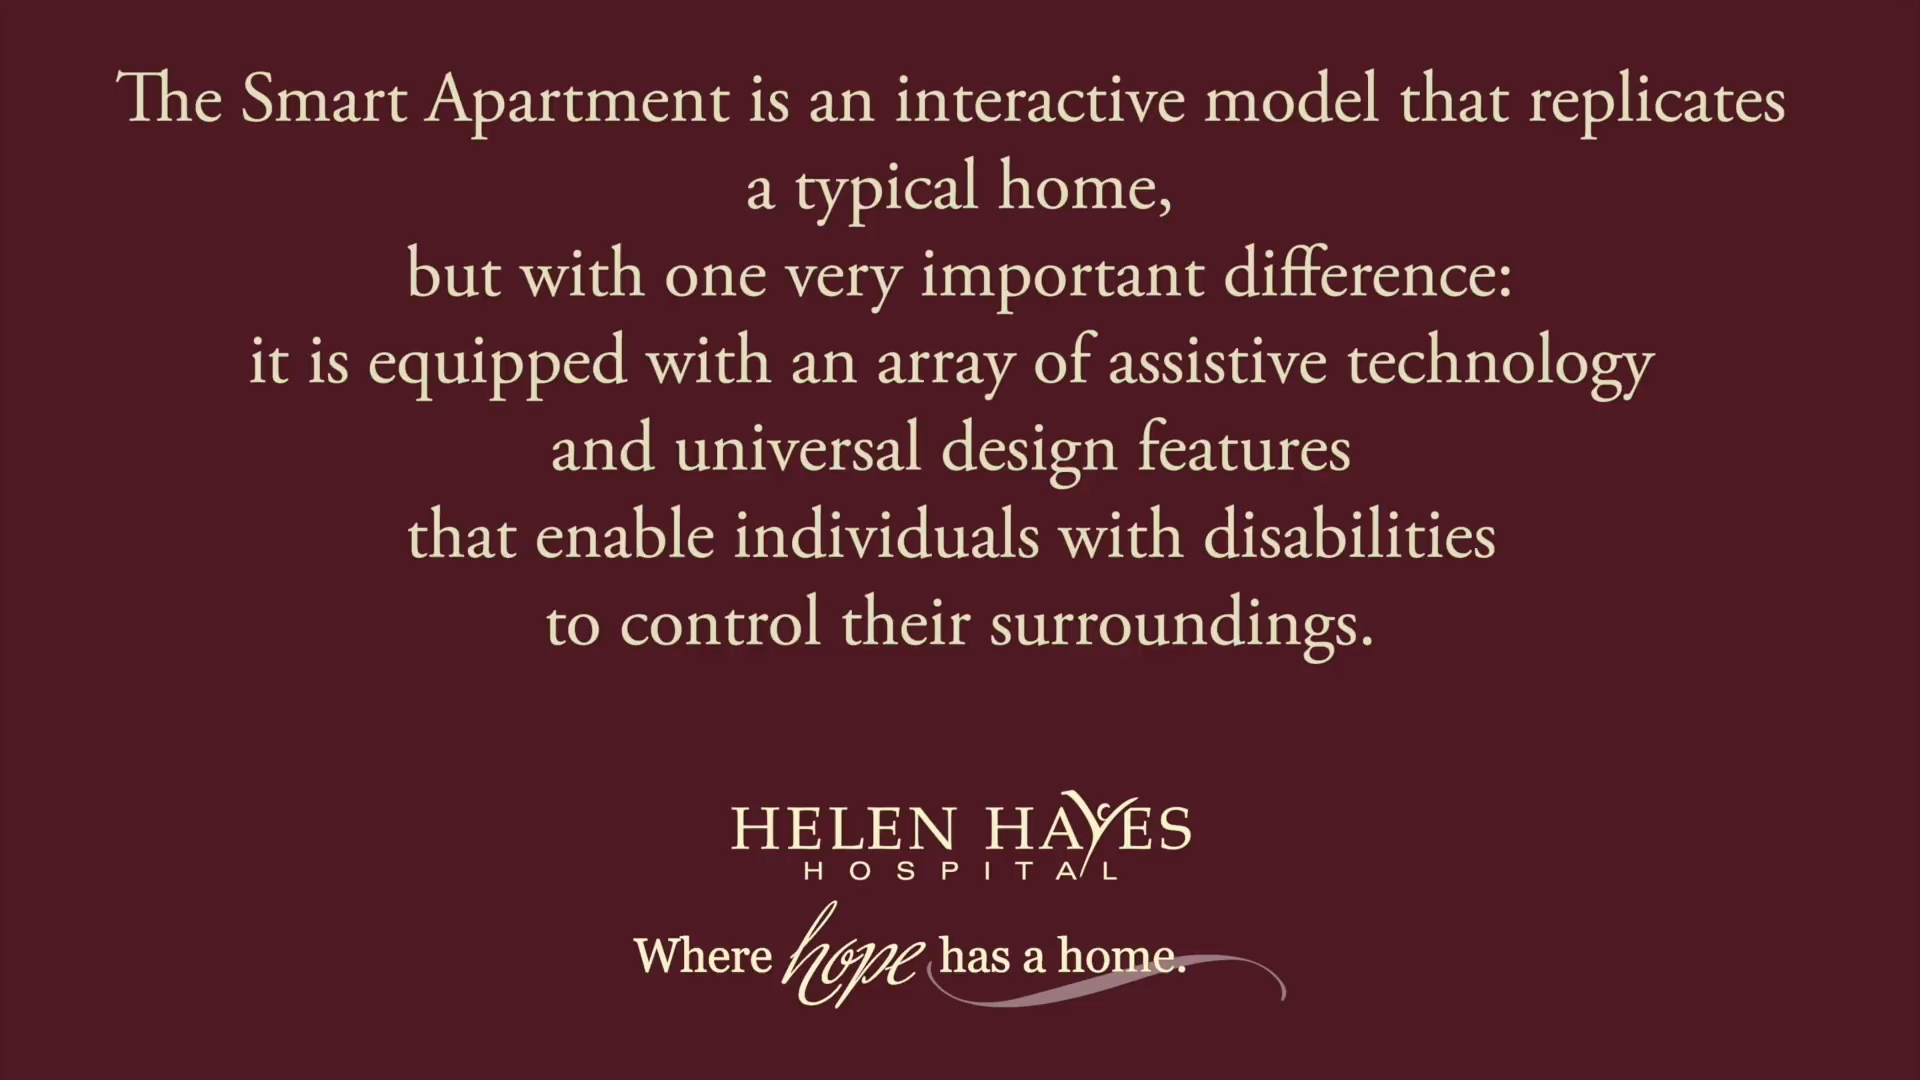 The Smart Apartment is an interactive model that replicates
a typical home,
but with one very important difference:
it is equipped with an array of assistive technology
and universal design features
that enable individuals with disabilities
to control their surroundings.
HELEN HAYES
HOSPITAL
Where hope has a home.